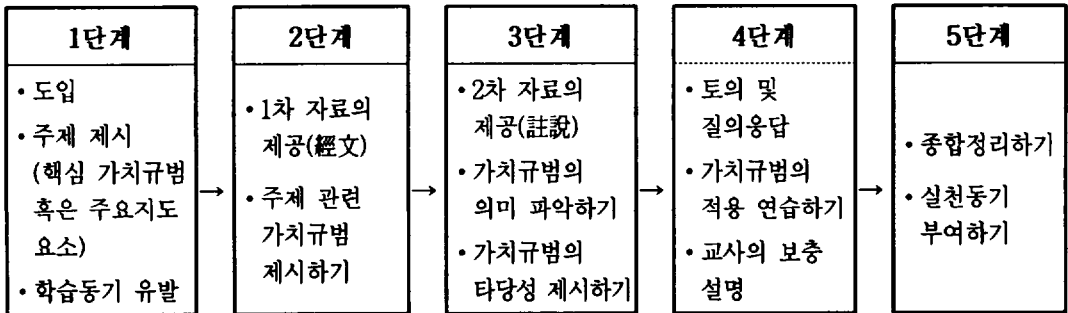 1단계
• 도입
• 주제 제시
(핵심 가치규범
혹은 주요지도
요소)
• 학습동기 유발
→
2단계
• 1차 자료의
제공(經文)
• 주제 관련
가치규범
제시하기
→
3단계
• 2차 자료의
제공(註說)
• 가치규범의
의미 파악하기
• 가치규범의
타당성 제시하기
→
4단계
• 토의 및
질의응답
• 가치규범의
적용 연습하기
• 교사의 보충
설명
→
5단계
• 종합정리하기
• 실천동기
부여하기